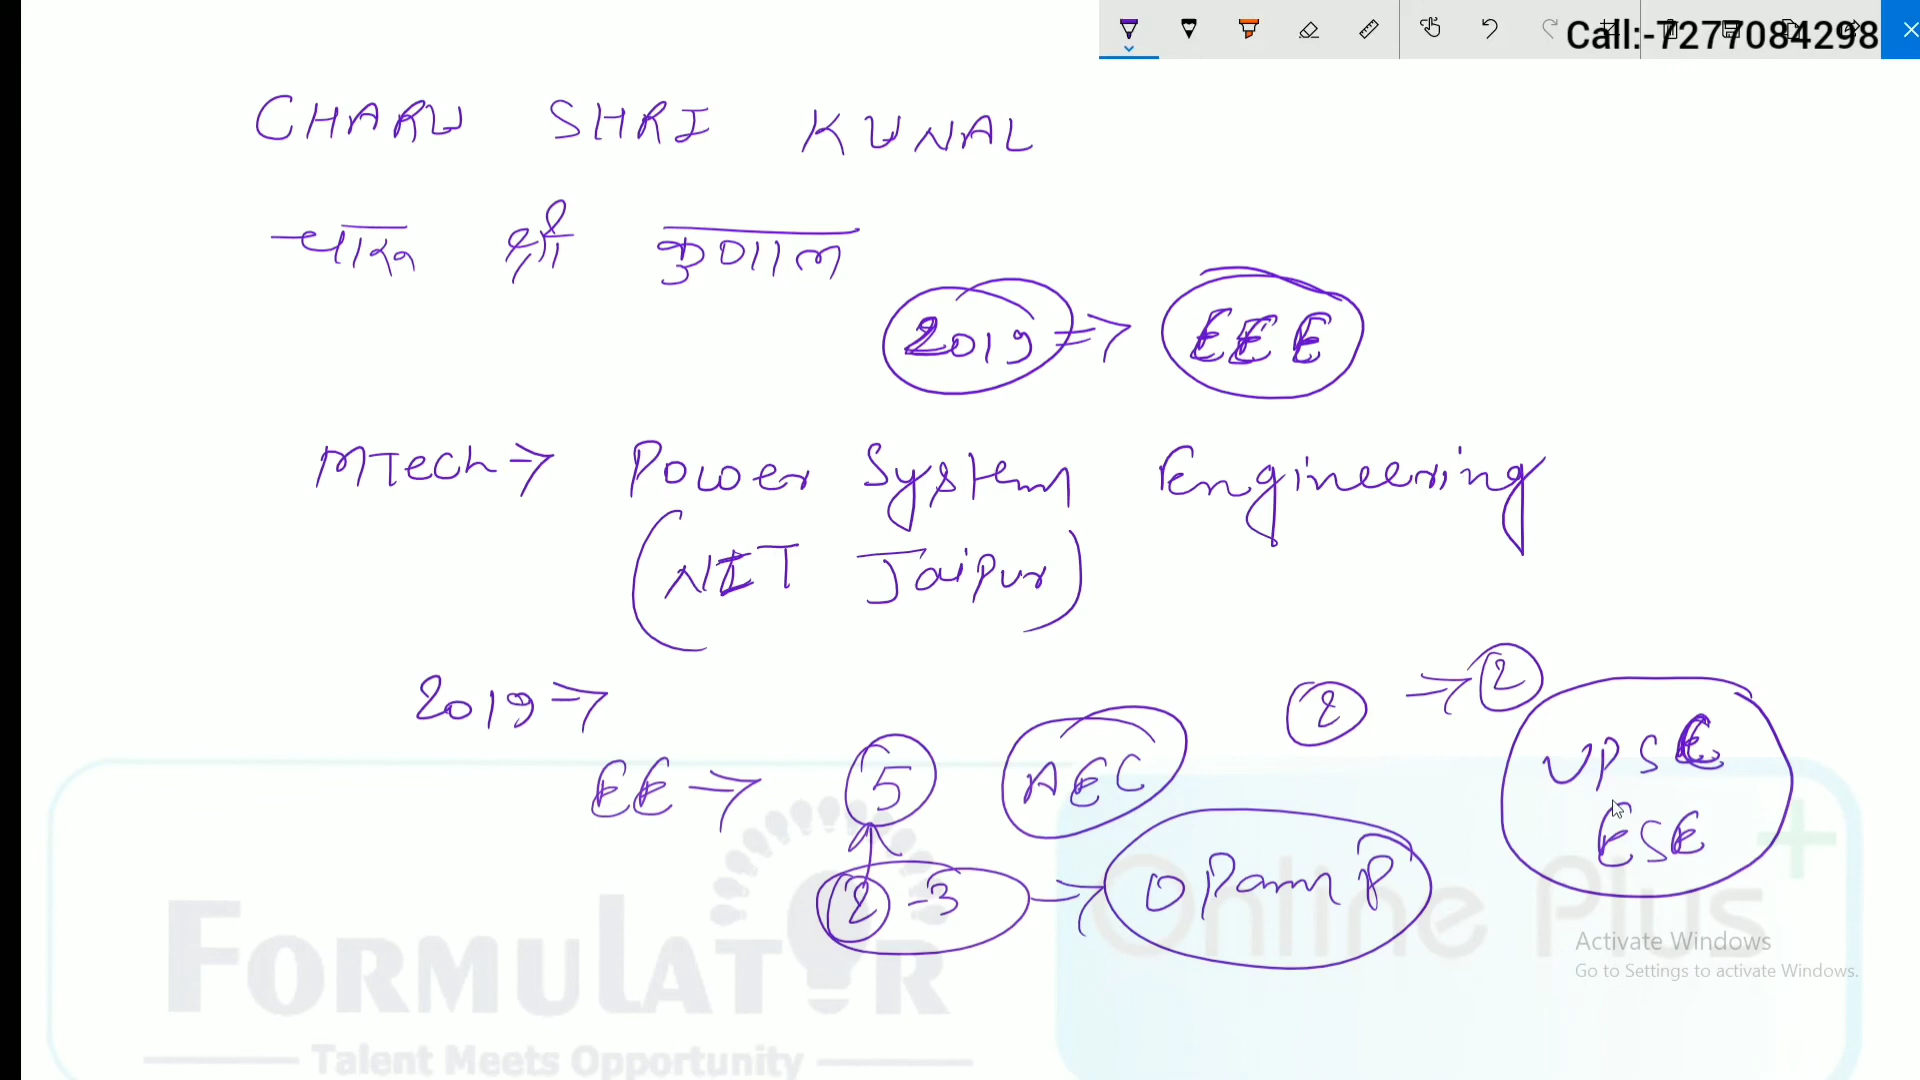 Call:-7277084298
CHARU SHRI KUNAL
चारू श्री कुणाल
2019 => EEE
MTech => Power System Engineering
(NIT Jaipur)
2019 =>
2 => 2
EE => 5 AEC
UPSC
ESE
2 -3 -> OPamp
FORMULATOR
Online Plus+
Talent Meets Opportunity
Activate Windows
Go to Settings to activate Windows.